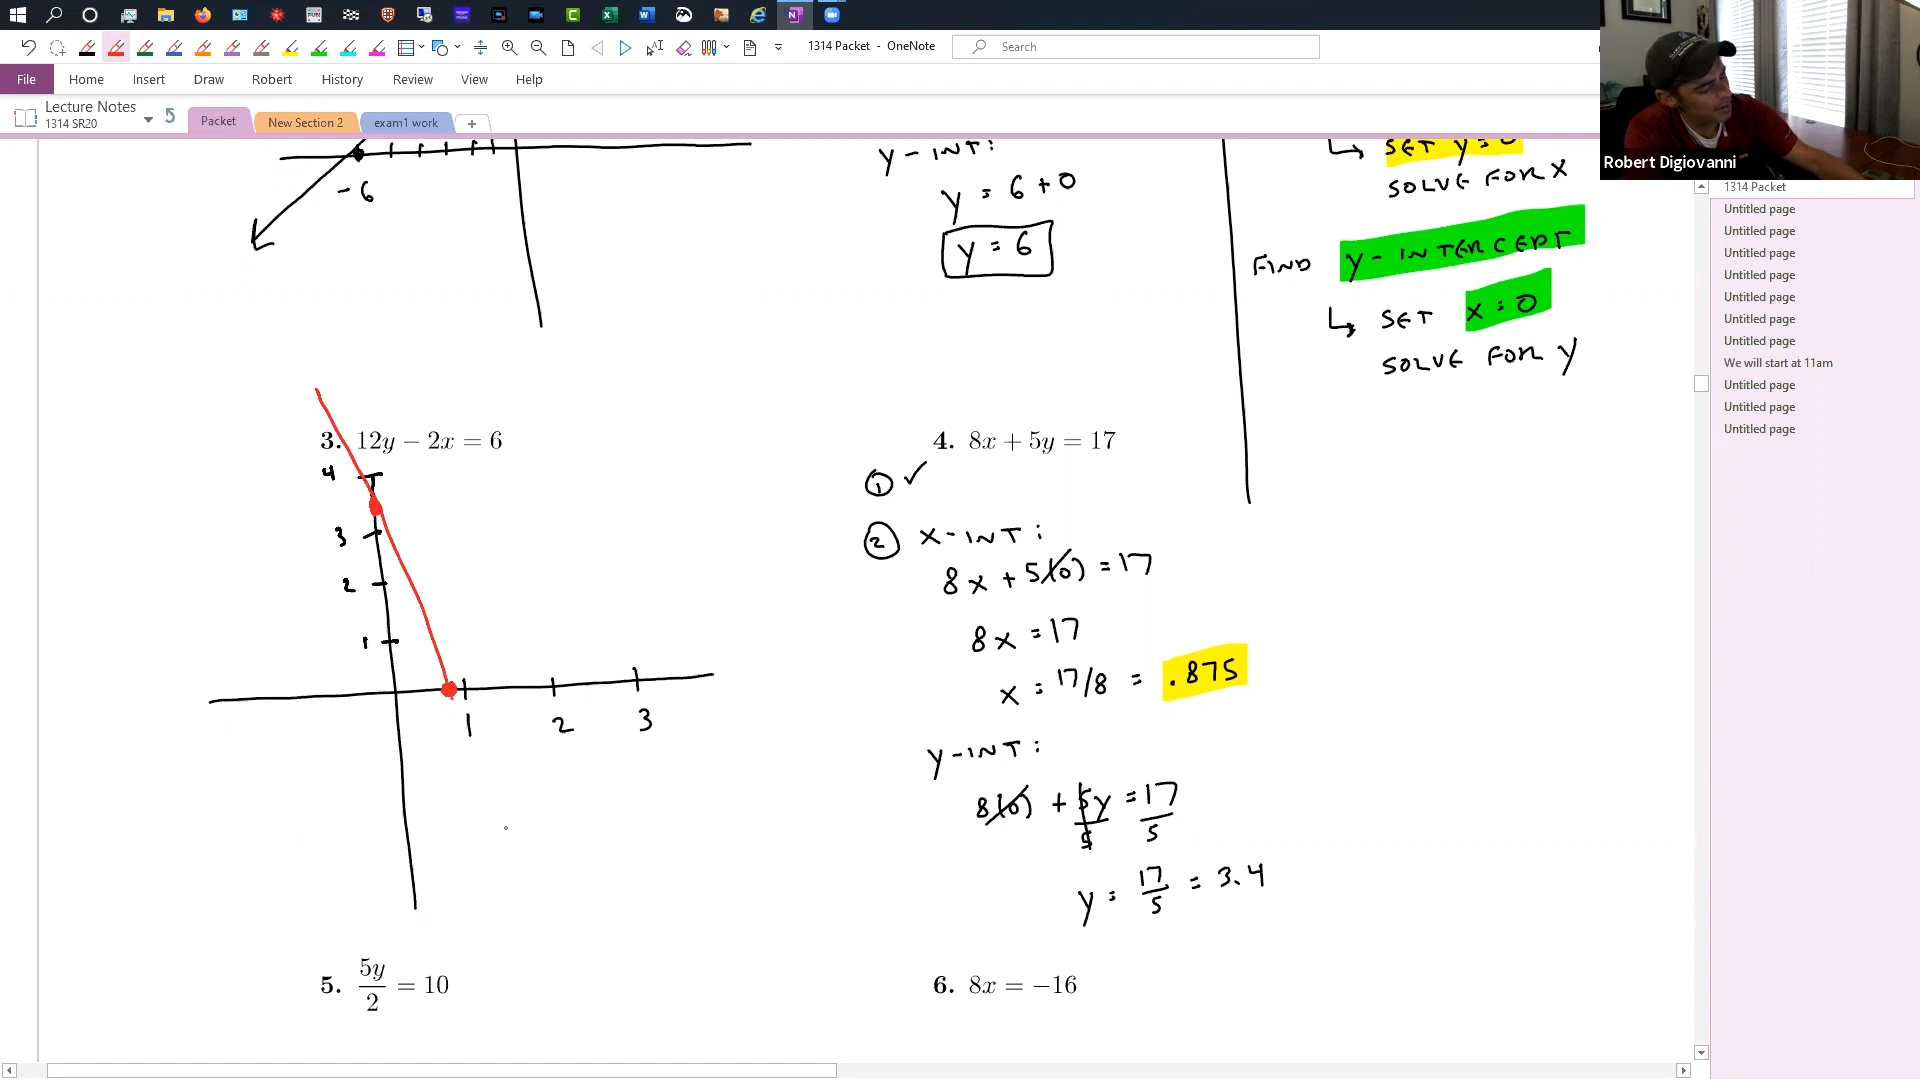 1314 Packet - OneNote
Search
File Home Insert Draw Robert History Review View Help
Lecture Notes
1314 SR20
Packet New Section 2 exam1 work +
Robert Digiovanni
1314 Packet
Untitled page
Untitled page
Untitled page
Untitled page
Untitled page
Untitled page
Untitled page
We will start at 11am
Untitled page
Untitled page
Untitled page
-6
y-INT:
y = 6 + 0
y = 6
SET y = 0
SOLVE FOR X
FIND y-INTERCEPT
SET x = 0
SOLVE FOR y
3. 12y − 2x = 6
4
3
2
1
1 2 3
4. 8x + 5y = 17
1 ✓
2 X-INT:
8x + 5(0) = 17
8x = 17
x = 17/8 = .875
y-INT:
8(0) + 5y = 17
5 5
y = 17/5 = 3.4
5. 5y/2 = 10
6. 8x = −16